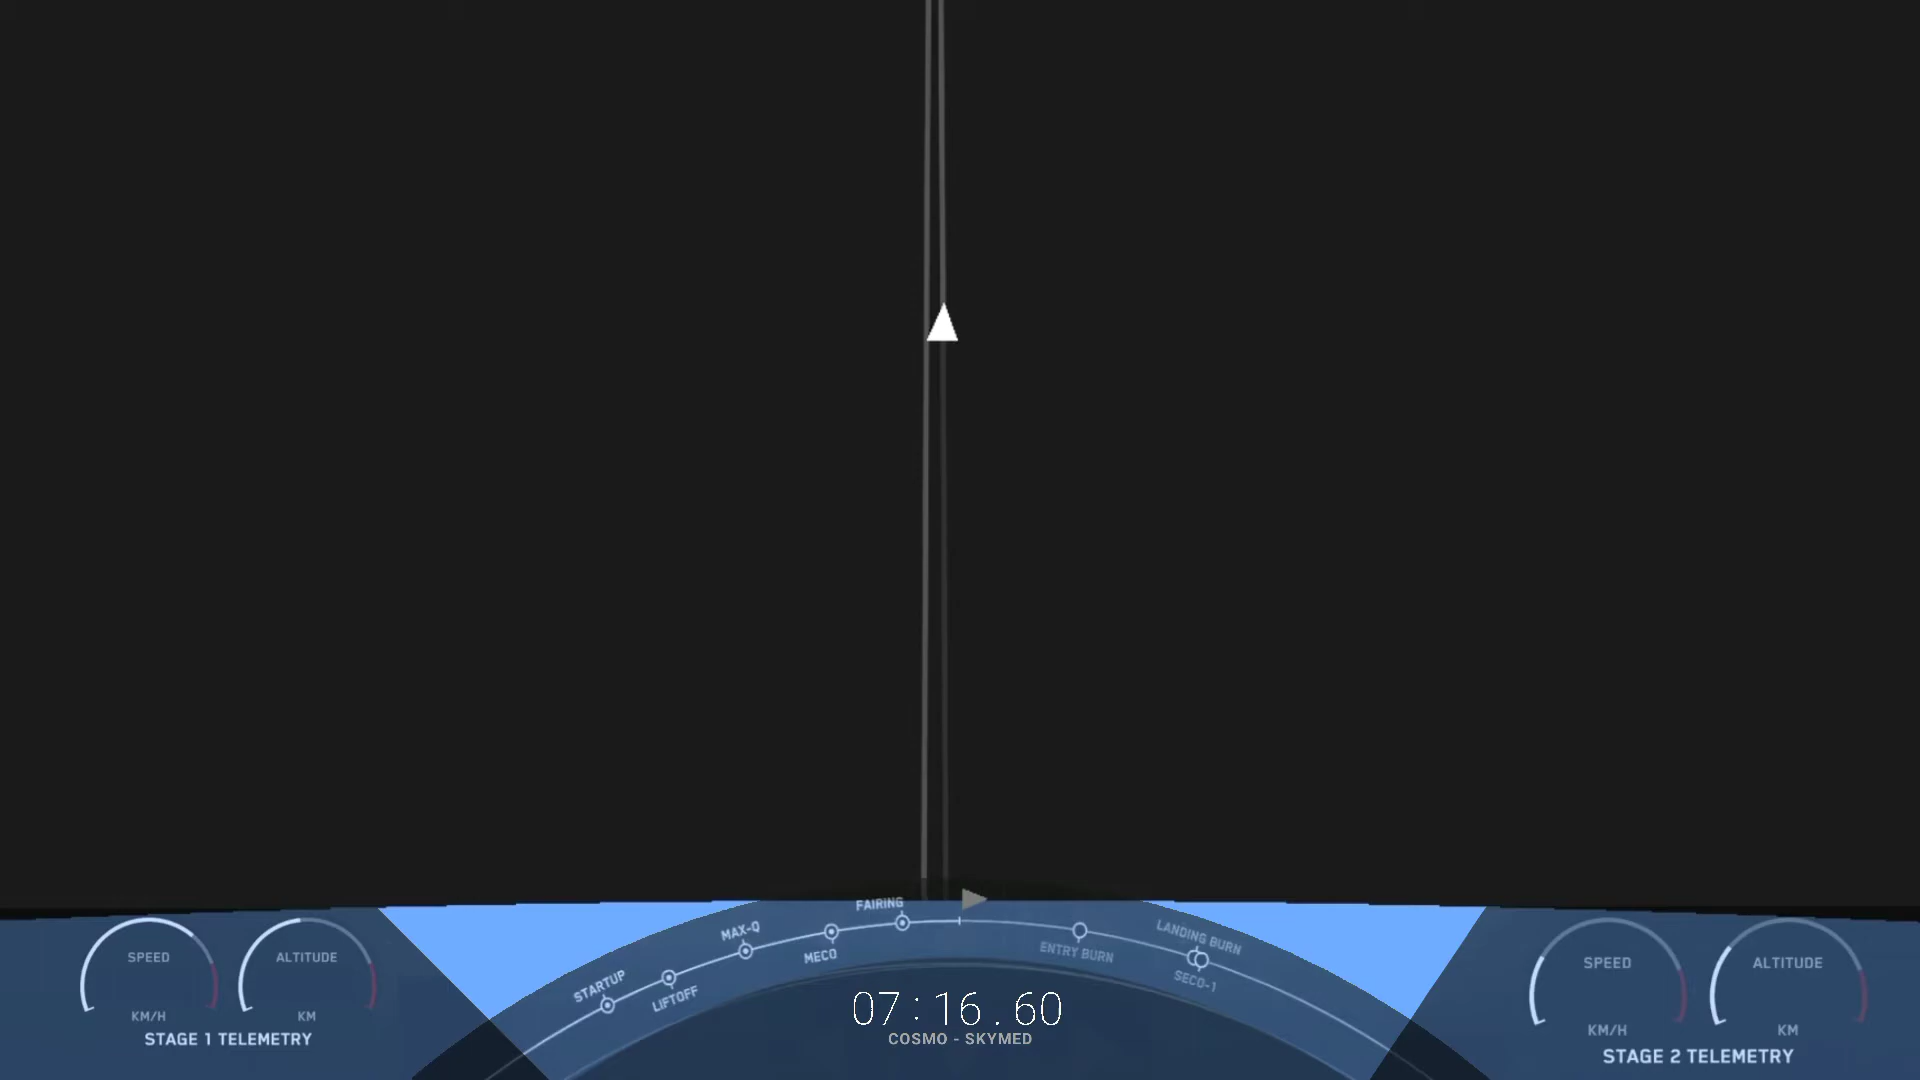 FAIRING
MAX-Q
MECO
STARTUP
LIFTOFF
ENTRY BURN
LANDING BURN
SECO-1
SPEED
KM/H
ALTITUDE
KM
STAGE 1 TELEMETRY
07:16.60
COSMO - SKYMED
SPEED
KM/H
ALTITUDE
KM
STAGE 2 TELEMETRY